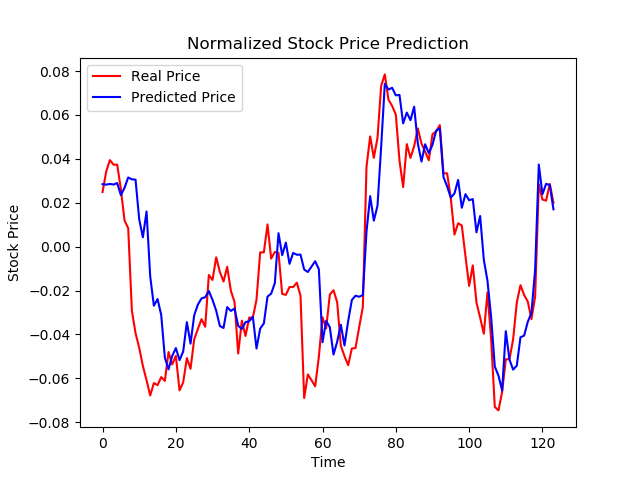 Normalized Stock Price Prediction
Real Price
Predicted Price
Stock Price
0.08
0.06
0.04
0.02
0.00
−0.02
−0.04
−0.06
−0.08
0 20 40 60 80 100 120
Time